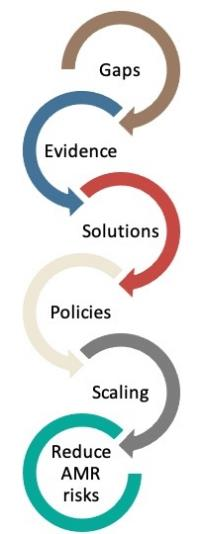 Gaps
Evidence
Solutions
Policies
Scaling
Reduce
AMR
risks